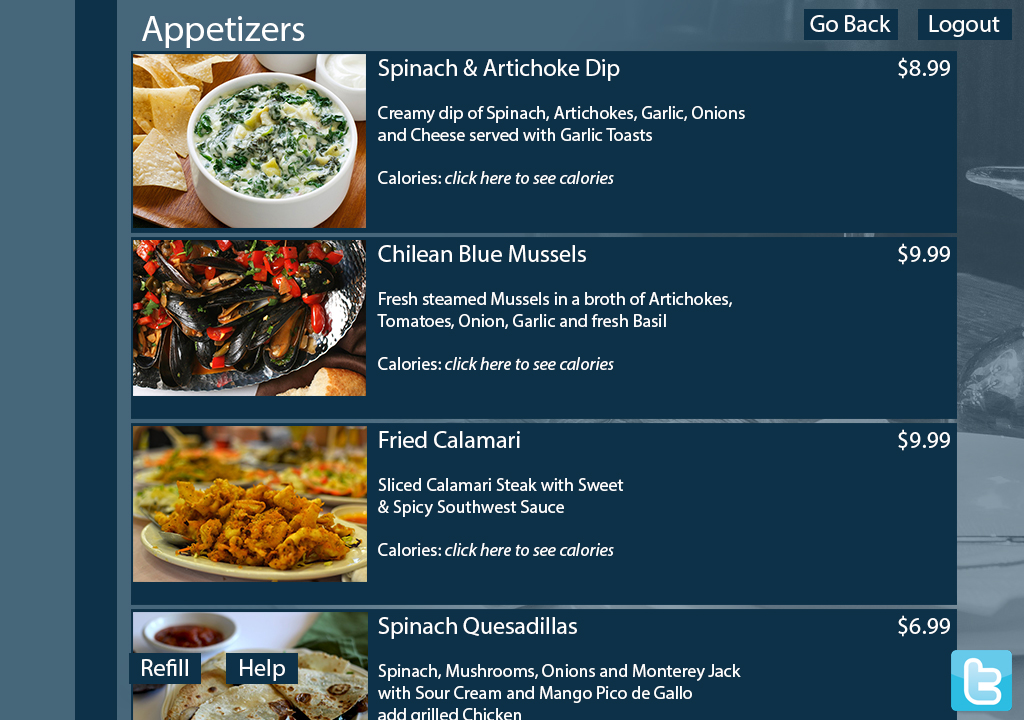 Appetizers
Go Back
Logout
Spinach & Artichoke Dip
$8.99
Creamy dip of Spinach, Artichokes, Garlic, Onions
and Cheese served with Garlic Toasts
Calories: click here to see calories
Chilean Blue Mussels
$9.99
Fresh steamed Mussels in a broth of Artichokes,
Tomatoes, Onion, Garlic and fresh Basil
Calories: click here to see calories
Fried Calamari
$9.99
Sliced Calamari Steak with Sweet
& Spicy Southwest Sauce
Calories: click here to see calories
Spinach Quesadillas
$6.99
Refill
Help
Spinach, Mushrooms, Onions and Monterey Jack
with Sour Cream and Mango Pico de Gallo
add grilled Chicken
t